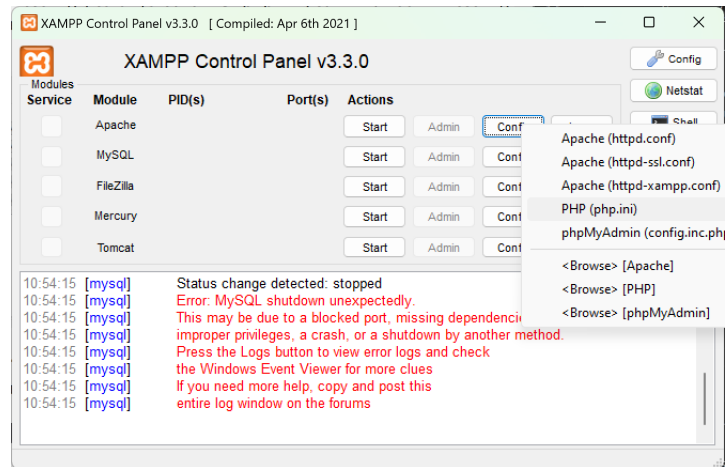 XAMPP Control Panel v3.3.0 [ Compiled: Apr 6th 2021 ]
XAMPP Control Panel v3.3.0
Config
Modules
Service Module PID(s) Port(s) Actions
Netstat
Shell
Apache Start Admin
MySQL Start Admin
FileZilla Start Admin
Mercury Start Admin
Tomcat Start Admin
Apache (httpd.conf)
Apache (httpd-ssl.conf)
Apache (httpd-xampp.conf)
PHP (php.ini)
phpMyAdmin (config.inc.php
<Browse> [Apache]
<Browse> [PHP]
<Browse> [phpMyAdmin]
10:54:15 [mysql] Status change detected: stopped
10:54:15 [mysql] Error: MySQL shutdown unexpectedly.
10:54:15 [mysql] This may be due to a blocked port, missing dependencie
10:54:15 [mysql] improper privileges, a crash, or a shutdown by another method.
10:54:15 [mysql] Press the Logs button to view error logs and check
10:54:15 [mysql] the Windows Event Viewer for more clues
10:54:15 [mysql] If you need more help, copy and post this
10:54:15 [mysql] entire log window on the forums